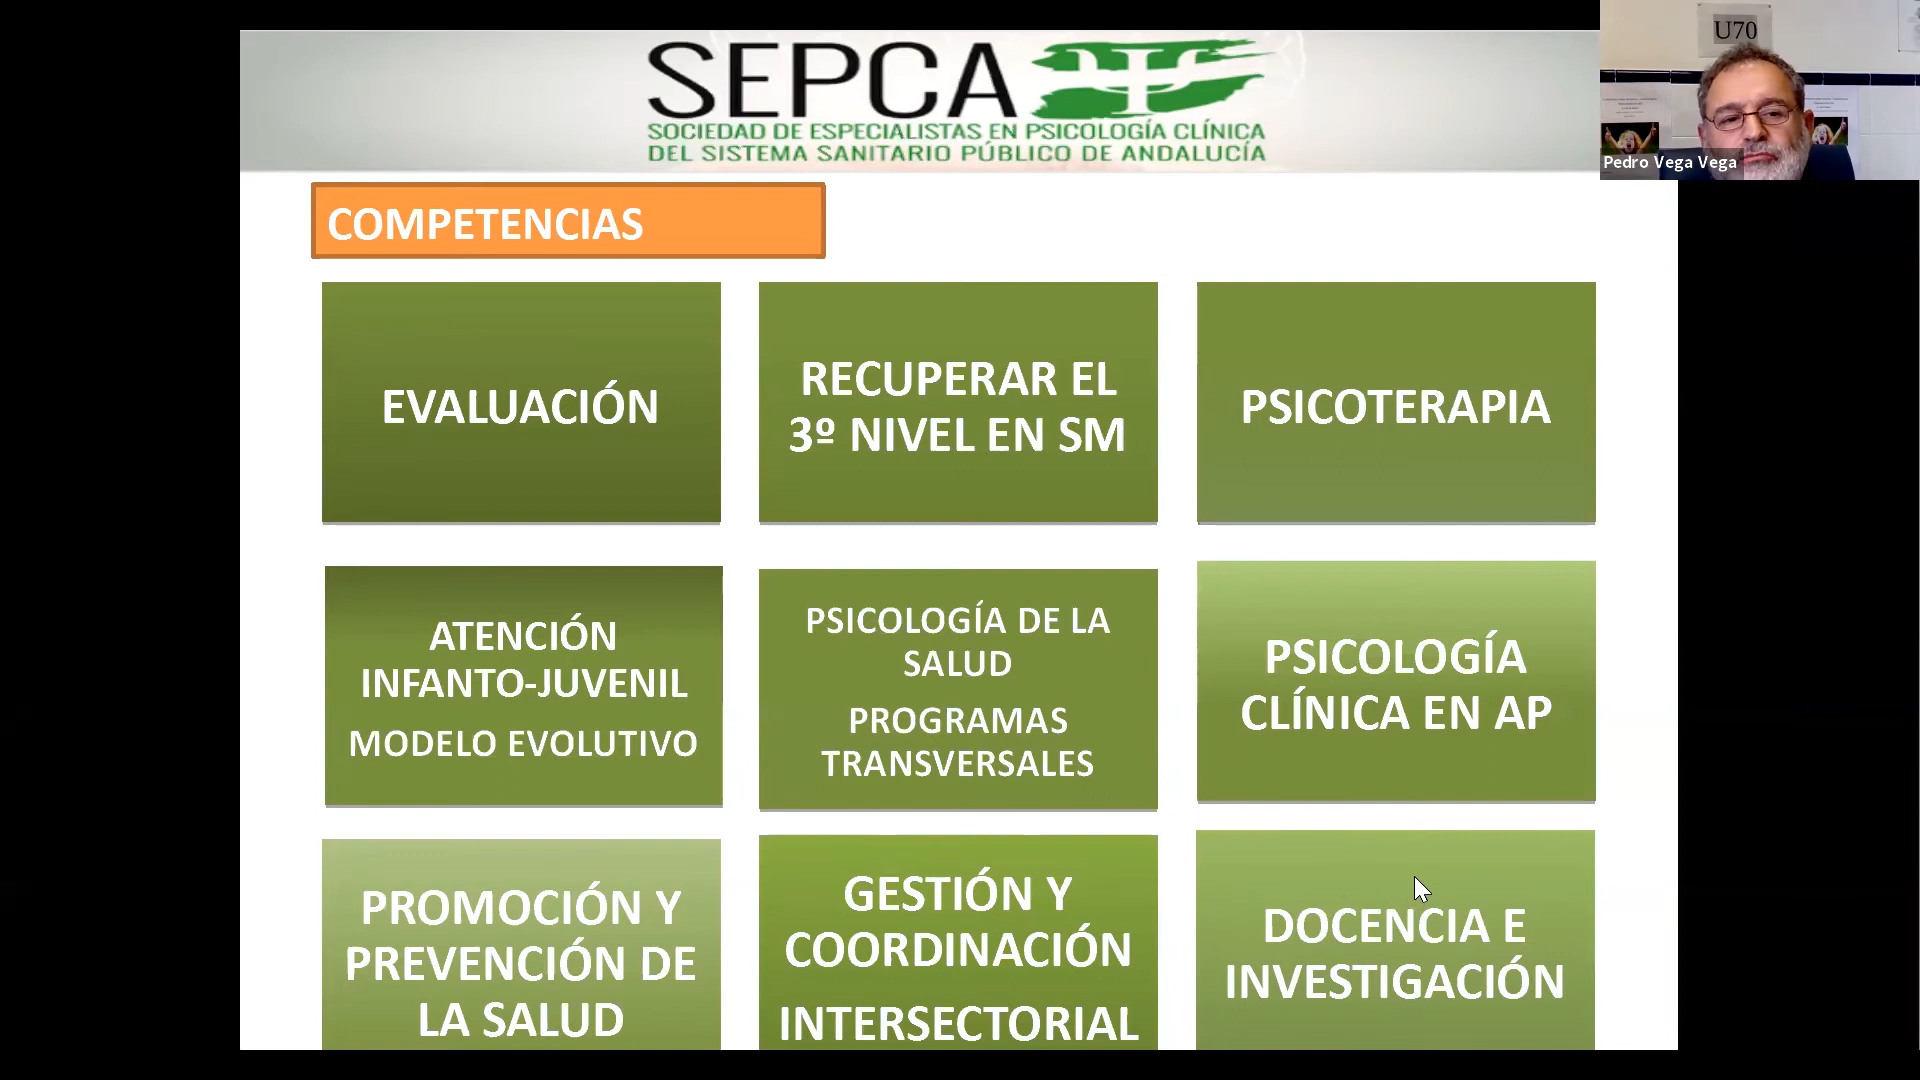 SEPCA
SOCIEDAD DE ESPECIALISTAS EN PSICOLOGÍA CLÍNICA
DEL SISTEMA SANITARIO PÚBLICO DE ANDALUCÍA
U70
Pedro Vega Vega
COMPETENCIAS
EVALUACIÓN
RECUPERAR EL
3º NIVEL EN SM
PSICOTERAPIA
ATENCIÓN
INFANTO-JUVENIL
MODELO EVOLUTIVO
PSICOLOGÍA DE LA
SALUD
PROGRAMAS
TRANSVERSALES
PSICOLOGÍA
CLÍNICA EN AP
PROMOCIÓN Y
PREVENCIÓN DE
LA SALUD
GESTIÓN Y
COORDINACIÓN
INTERSECTORIAL
DOCENCIA E
INVESTIGACIÓN